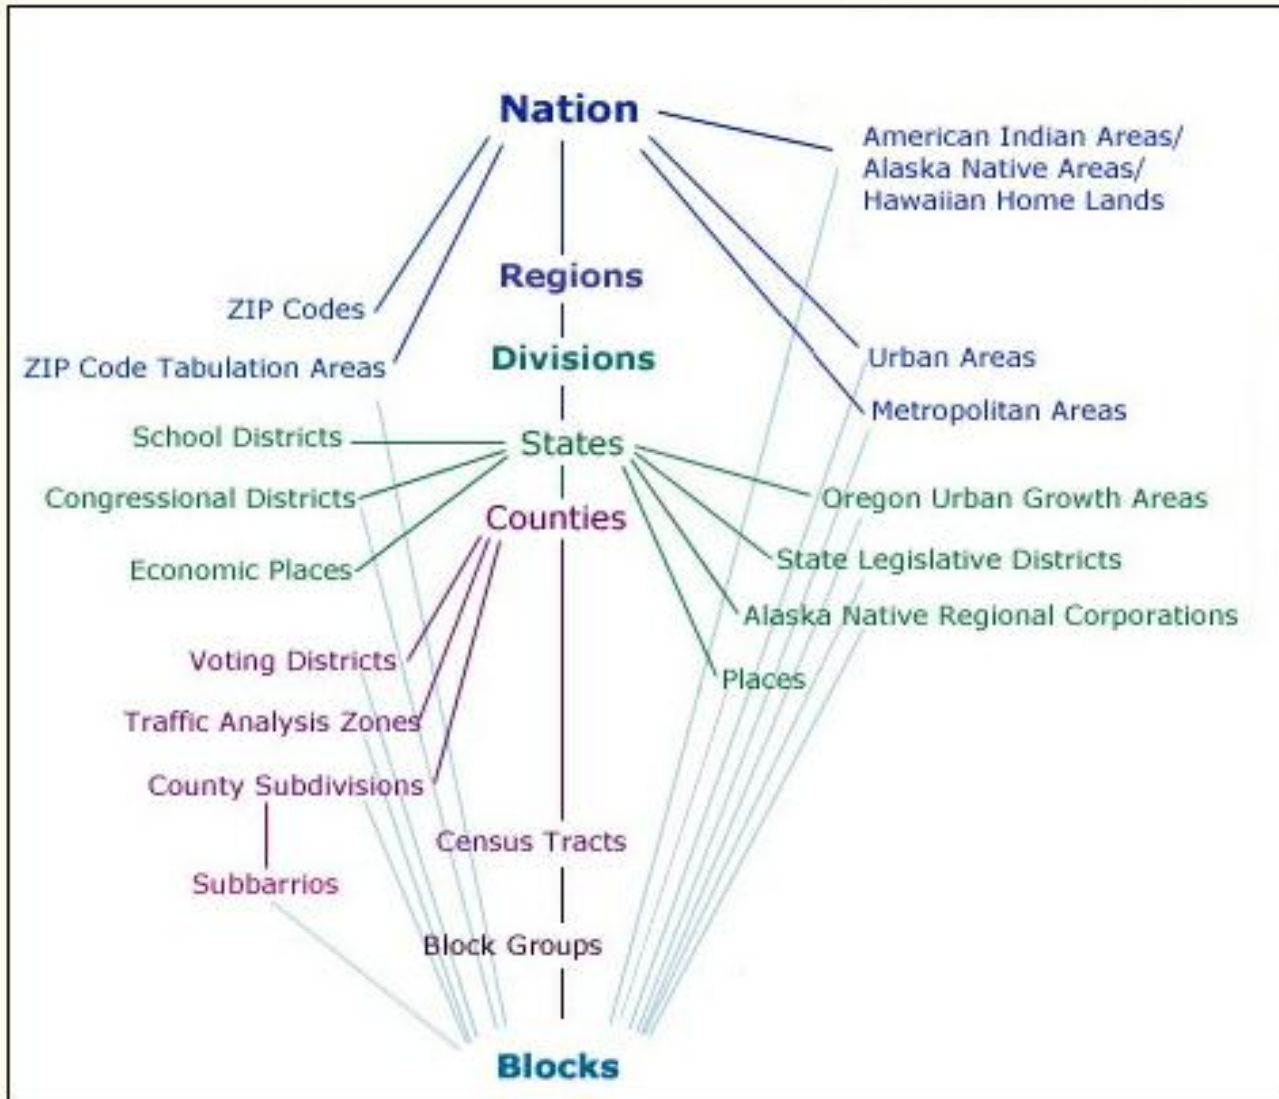 Nation
American Indian Areas/
Alaska Native Areas/
Hawaiian Home Lands
Regions
ZIP Codes
Divisions
Urban Areas
ZIP Code Tabulation Areas
Metropolitan Areas
School Districts
States
Congressional Districts
Oregon Urban Growth Areas
Counties
State Legislative Districts
Economic Places
Alaska Native Regional Corporations
Voting Districts
Places
Traffic Analysis Zones
County Subdivisions
Census Tracts
Subbarrios
Block Groups
Blocks